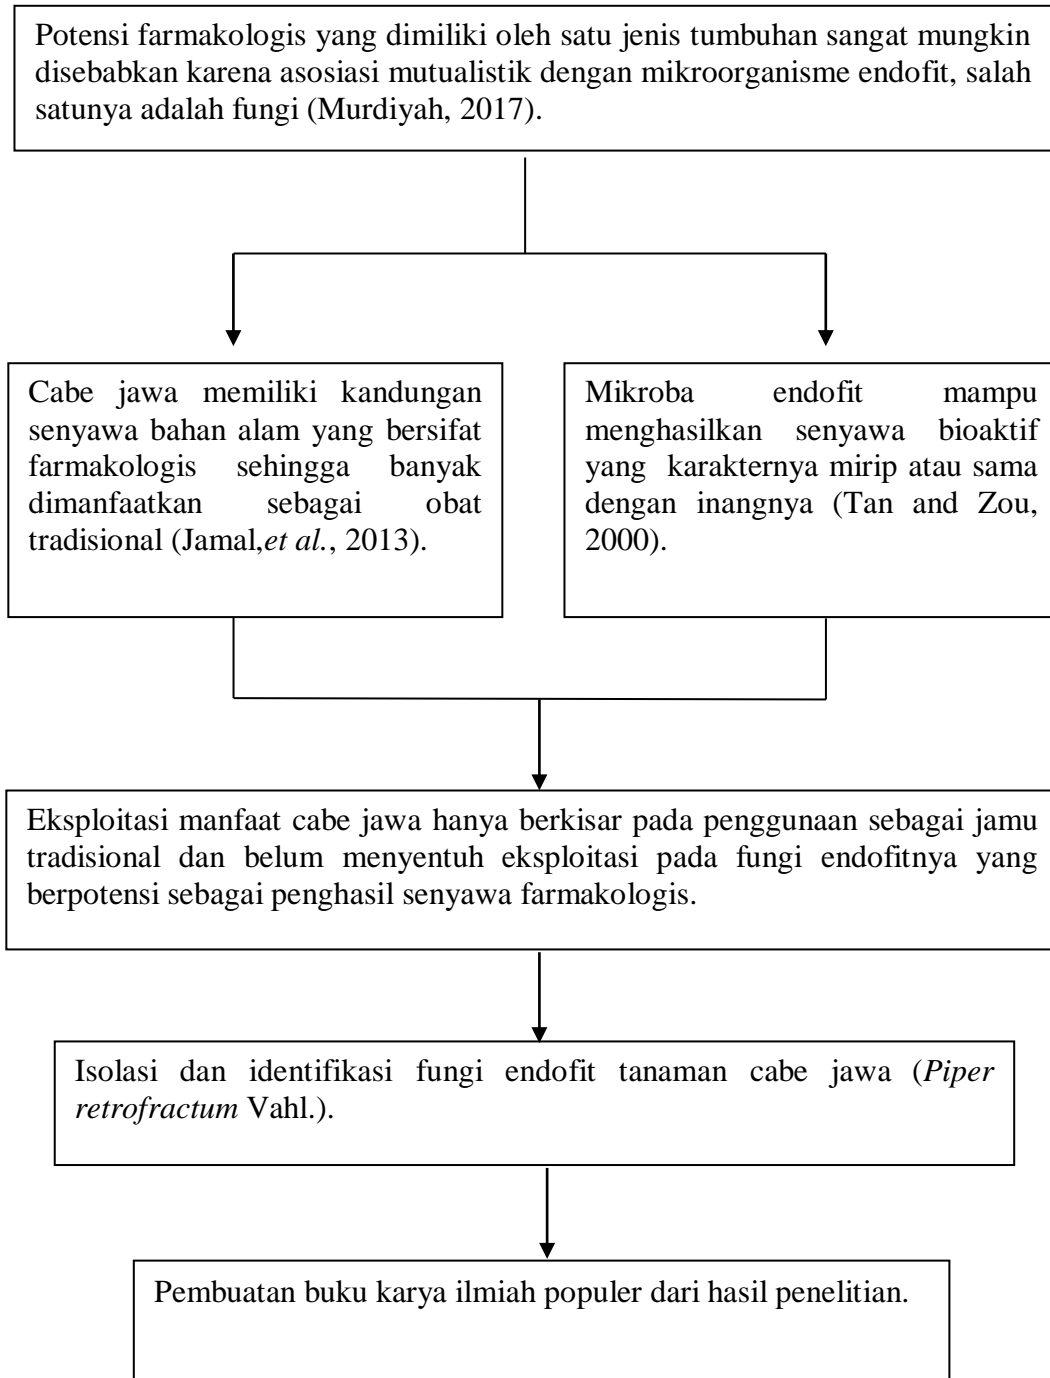 Potensi farmakologis yang dimiliki oleh satu jenis tumbuhan sangat mungkin
disebabkan karena asosiasi mutualistik dengan mikroorganisme endofit, salah
satunya adalah fungi (Murdiyah, 2017).
Cabe jawa memiliki kandungan
senyawa bahan alam yang bersifat
farmakologis sehingga banyak
dimanfaatkan sebagai obat
tradisional (Jamal,et al., 2013).
Mikroba endofit mampu
menghasilkan senyawa bioaktif
yang karakternya mirip atau sama
dengan inangnya (Tan and Zou,
2000).
Eksploitasi manfaat cabe jawa hanya berkisar pada penggunaan sebagai jamu
tradisional dan belum menyentuh eksploitasi pada fungi endofitnya yang
berpotensi sebagai penghasil senyawa farmakologis.
Isolasi dan identifikasi fungi endofit tanaman cabe jawa (Piper
retrofractum Vahl.).
Pembuatan buku karya ilmiah populer dari hasil penelitian.